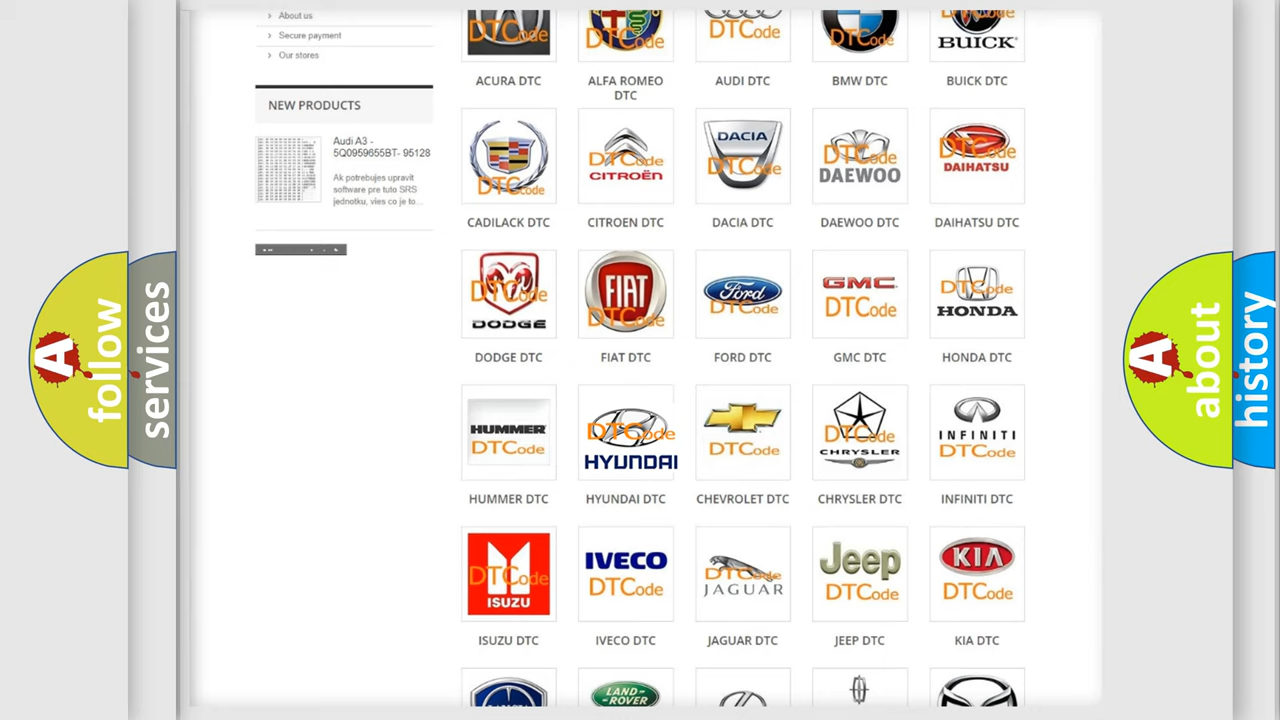 About us
Secure payment
Our stores
NEW PRODUCTS
Audi A3 -
5Q0959655BT- 95128
Ak potrebujes upravit
software pre tuto SRS
jednotku, vies co je to...
DTCode DTCode DTCode DTCode BUICK
ACURA DTC
ALFA ROMEO
DTC
AUDI DTC
BMW DTC
BUICK DTC
DTCode
DTCode
CITROËN
DACIA
DTCode
DTCode
DAEWOO
DTCode
DAIHATSU
CADILACK DTC
CITROEN DTC
DACIA DTC
DAEWOO DTC
DAIHATSU DTC
DTCode
DODGE
FIAT
DTCode
Ford
DTCode
GMC
DTCode
DTCode
HONDA
DODGE DTC
FIAT DTC
FORD DTC
GMC DTC
HONDA DTC
HUMMER
DTCode
DTCode
HYUNDAI
DTCode
DTCode
CHRYSLER
INFINITI
DTCode
HUMMER DTC
HYUNDAI DTC
CHEVROLET DTC
CHRYSLER DTC
INFINITI DTC
DTCode
ISUZU
IVECO
DTCode
DTCode
JAGUAR
Jeep
DTCode
KIA
DTCode
ISUZU DTC
IVECO DTC
JAGUAR DTC
JEEP DTC
KIA DTC
LAND-
ROVER
A
follow
services
A
about
history